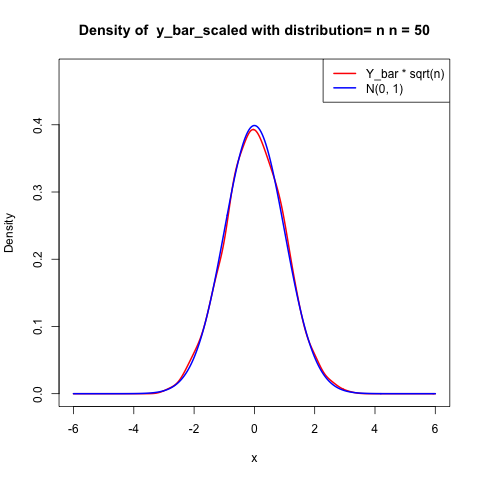 Density of  y_bar_scaled with distribution= n n = 50
Y_bar * sqrt(n)
N(0, 1)
0.4
0.3
0.2
0.1
0.0
Density
-6 -4 -2 0 2 4 6
x